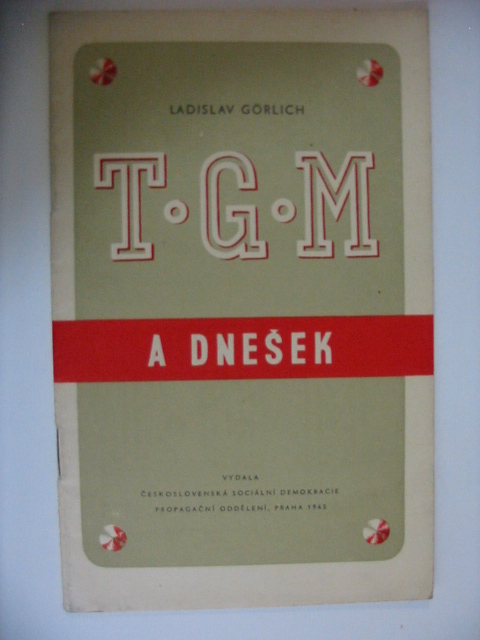 LADISLAV GÖRLICH
T·G·M
A DNEŠEK
VYDALA
ČESKOSLOVENSKÁ SOCIÁLNÍ DEMOKRACIE
PROPAGAČNÍ ODDĚLENÍ, PRAHA